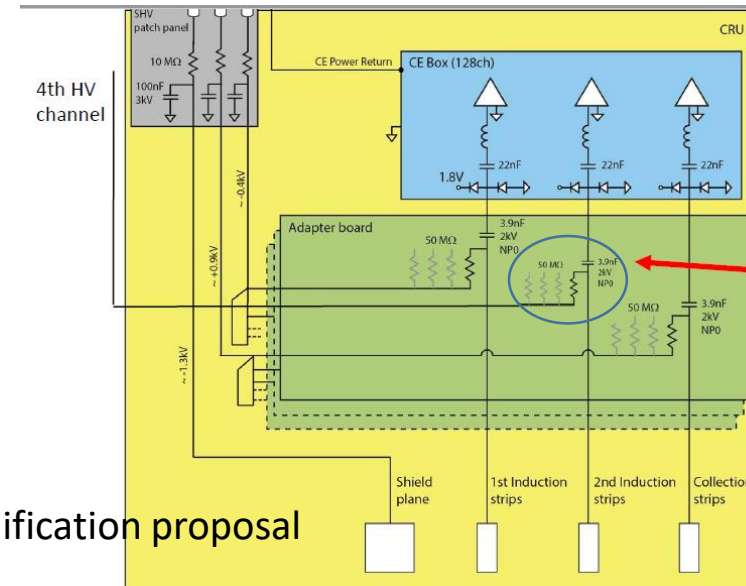 SHV
patch panel
CRU
10 MΩ
CE Power Return
CE Box (128ch)
4th HV
channel
100nF
3kV
22nF
22nF
22nF
1.8V
~ -0.4kV
~ +0.9kV
~ -1.3kV
Adapter board
50 MΩ
3.9nF
2kV
NP0
50 MΩ
3.9nF
2kV
NP0
50 MΩ
3.9nF
2kV
NP0
Shield
plane
1st Induction
strips
2nd Induction
strips
Collection
strips
ification proposal